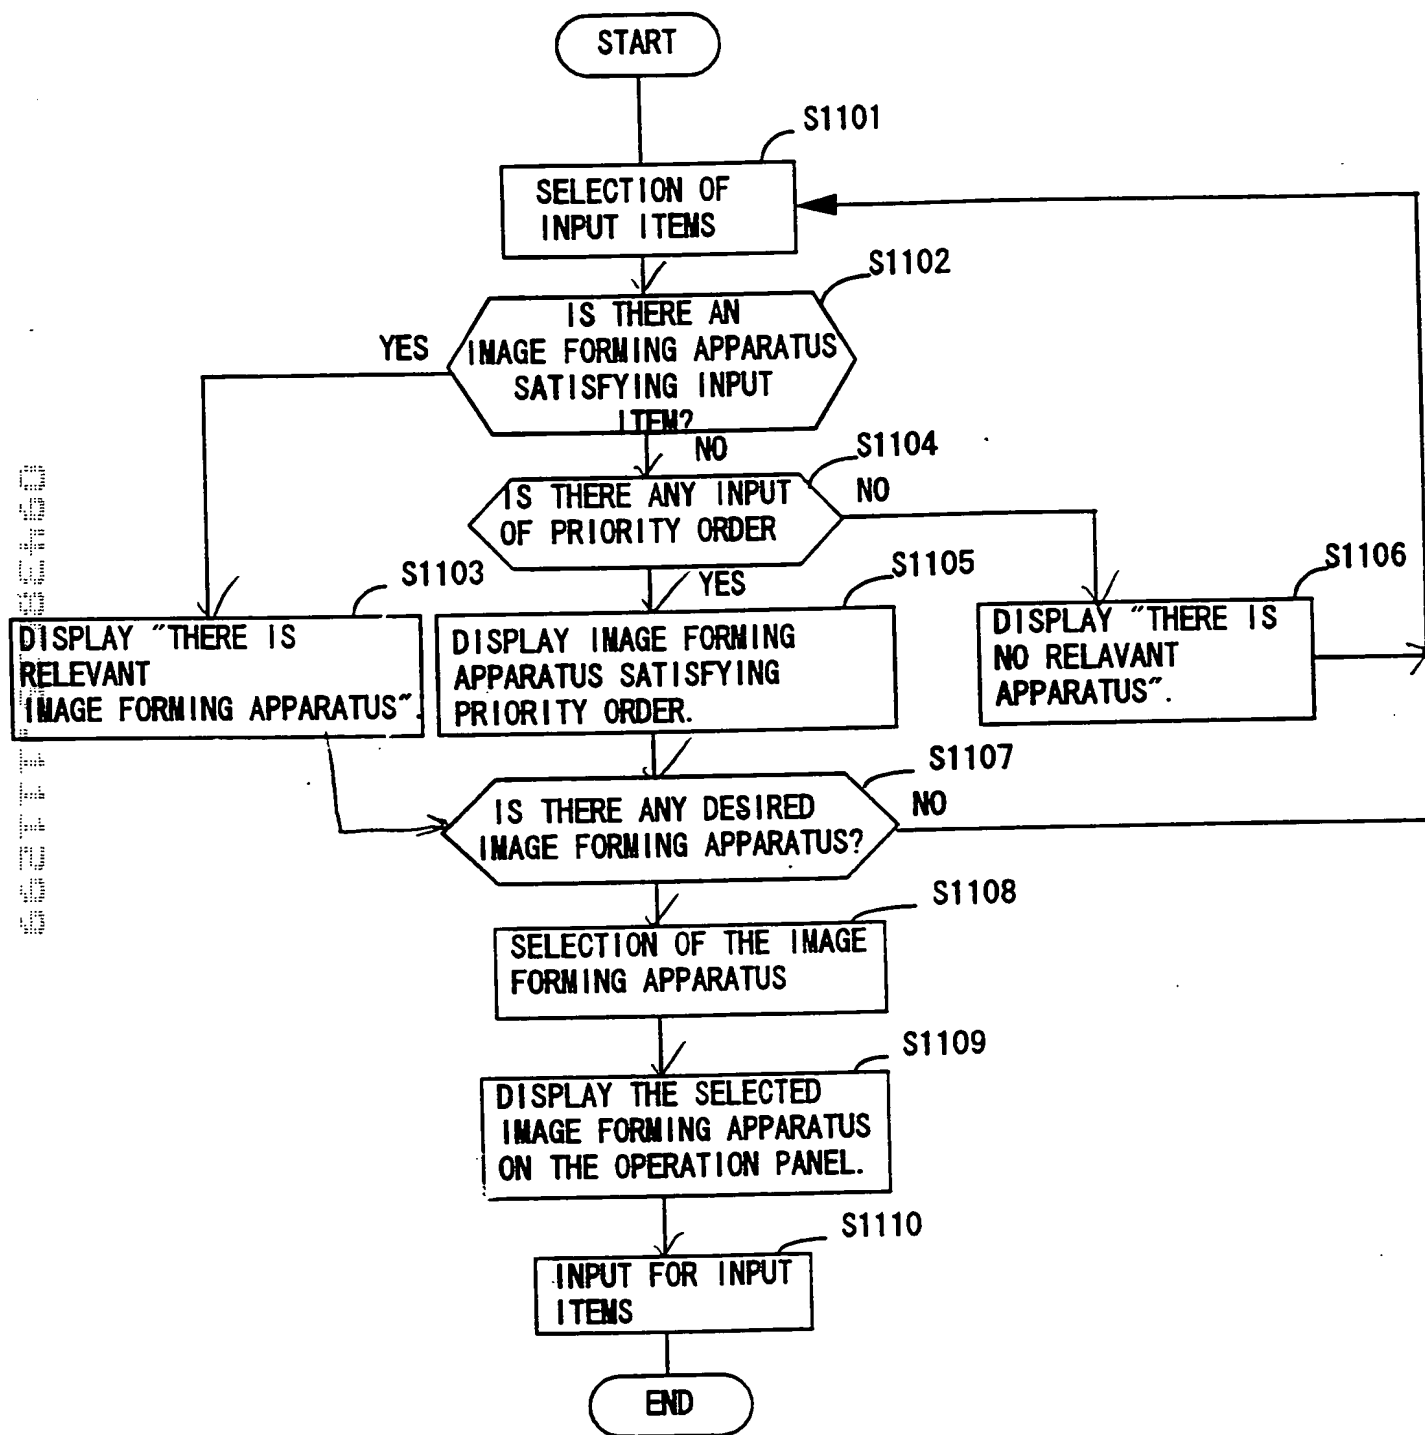 START
S1101
SELECTION OF
INPUT ITEMS
S1102
IS THERE AN
IMAGE FORMING APPARATUS
SATISFYING INPUT
ITEM?
YES
NO
S1104
IS THERE ANY INPUT
OF PRIORITY ORDER
NO
YES
S1103
DISPLAY "THERE IS
RELEVANT
IMAGE FORMING APPARATUS".
S1105
DISPLAY IMAGE FORMING
APPARATUS SATISFYING
PRIORITY ORDER.
S1106
DISPLAY "THERE IS
NO RELAVANT
APPARATUS".
S1107
IS THERE ANY DESIRED
IMAGE FORMING APPARATUS?
NO
S1108
SELECTION OF THE IMAGE
FORMING APPARATUS
S1109
DISPLAY THE SELECTED
IMAGE FORMING APPARATUS
ON THE OPERATION PANEL.
S1110
INPUT FOR INPUT
ITEMS
END